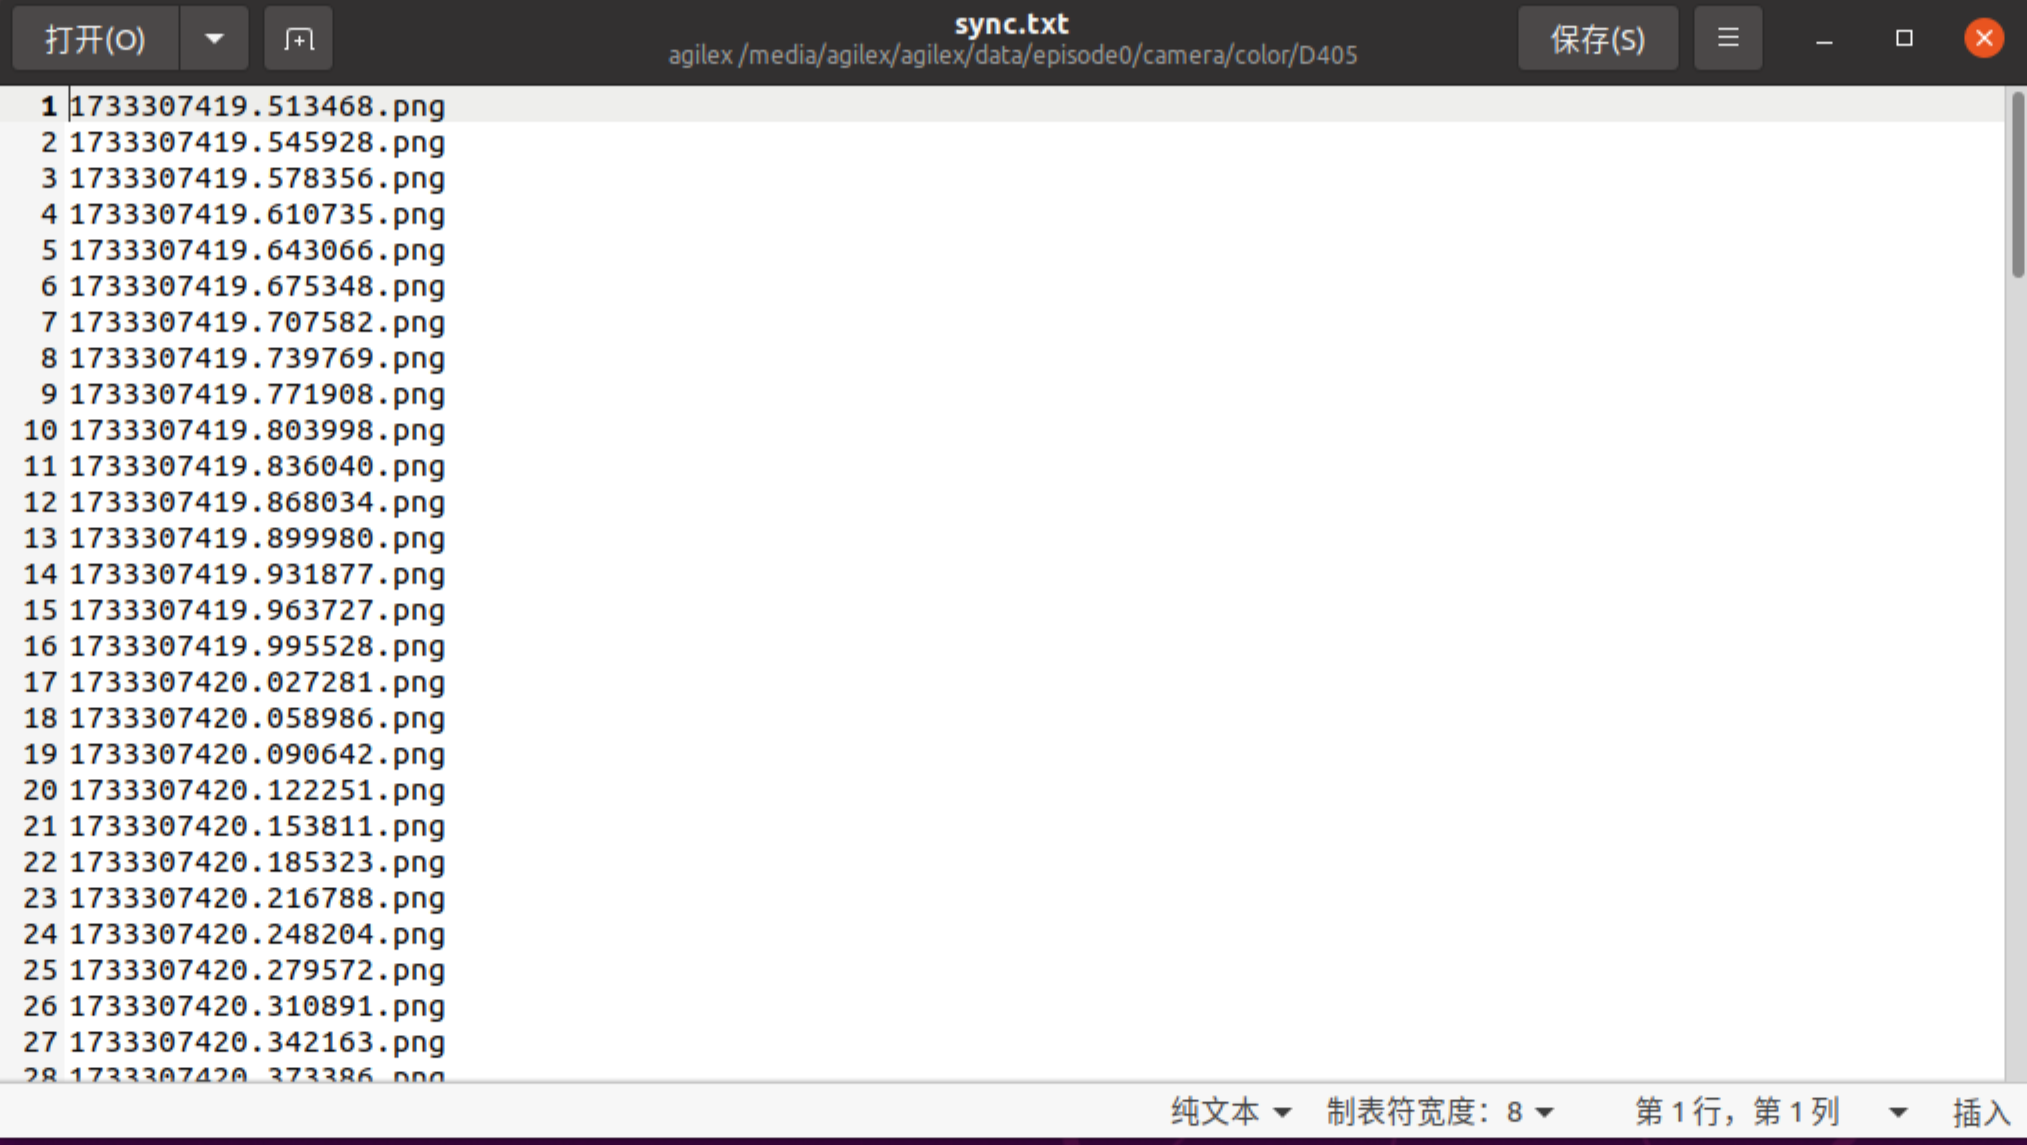 打开(O)
sync.txt
agilex /media/agilex/agilex/data/episode0/camera/color/D405
保存(S)
1 1733307419.513468.png
2 1733307419.545928.png
3 1733307419.578356.png
4 1733307419.610735.png
5 1733307419.643066.png
6 1733307419.675348.png
7 1733307419.707582.png
8 1733307419.739769.png
9 1733307419.771908.png
10 1733307419.803998.png
11 1733307419.836040.png
12 1733307419.868034.png
13 1733307419.899980.png
14 1733307419.931877.png
15 1733307419.963727.png
16 1733307419.995528.png
17 1733307420.027281.png
18 1733307420.058986.png
19 1733307420.090642.png
20 1733307420.122251.png
21 1733307420.153811.png
22 1733307420.185323.png
23 1733307420.216788.png
24 1733307420.248204.png
25 1733307420.279572.png
26 1733307420.310891.png
27 1733307420.342163.png
28 1733307420.373386.png
纯文本 制表符宽度：8 第 1 行，第 1 列 插入